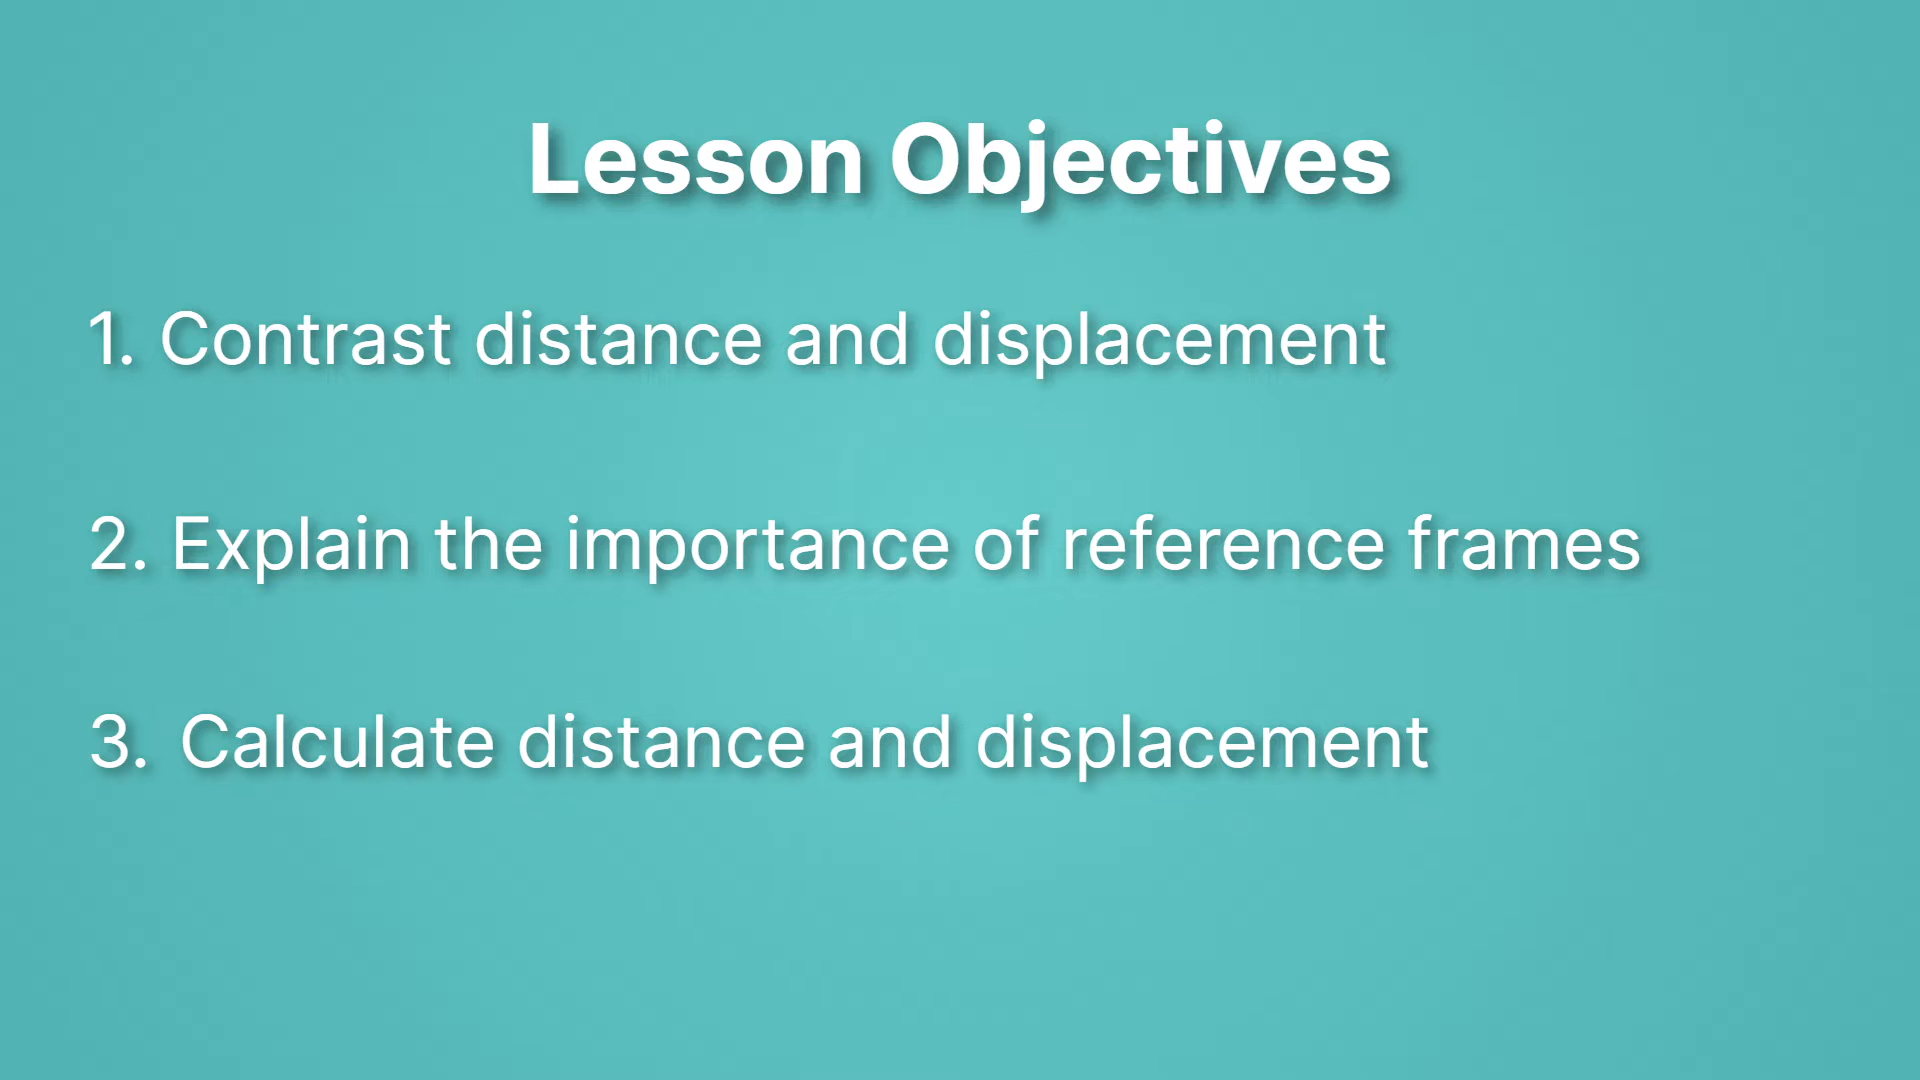 Lesson Objectives
1. Contrast distance and displacement
2. Explain the importance of reference frames
3. Calculate distance and displacement